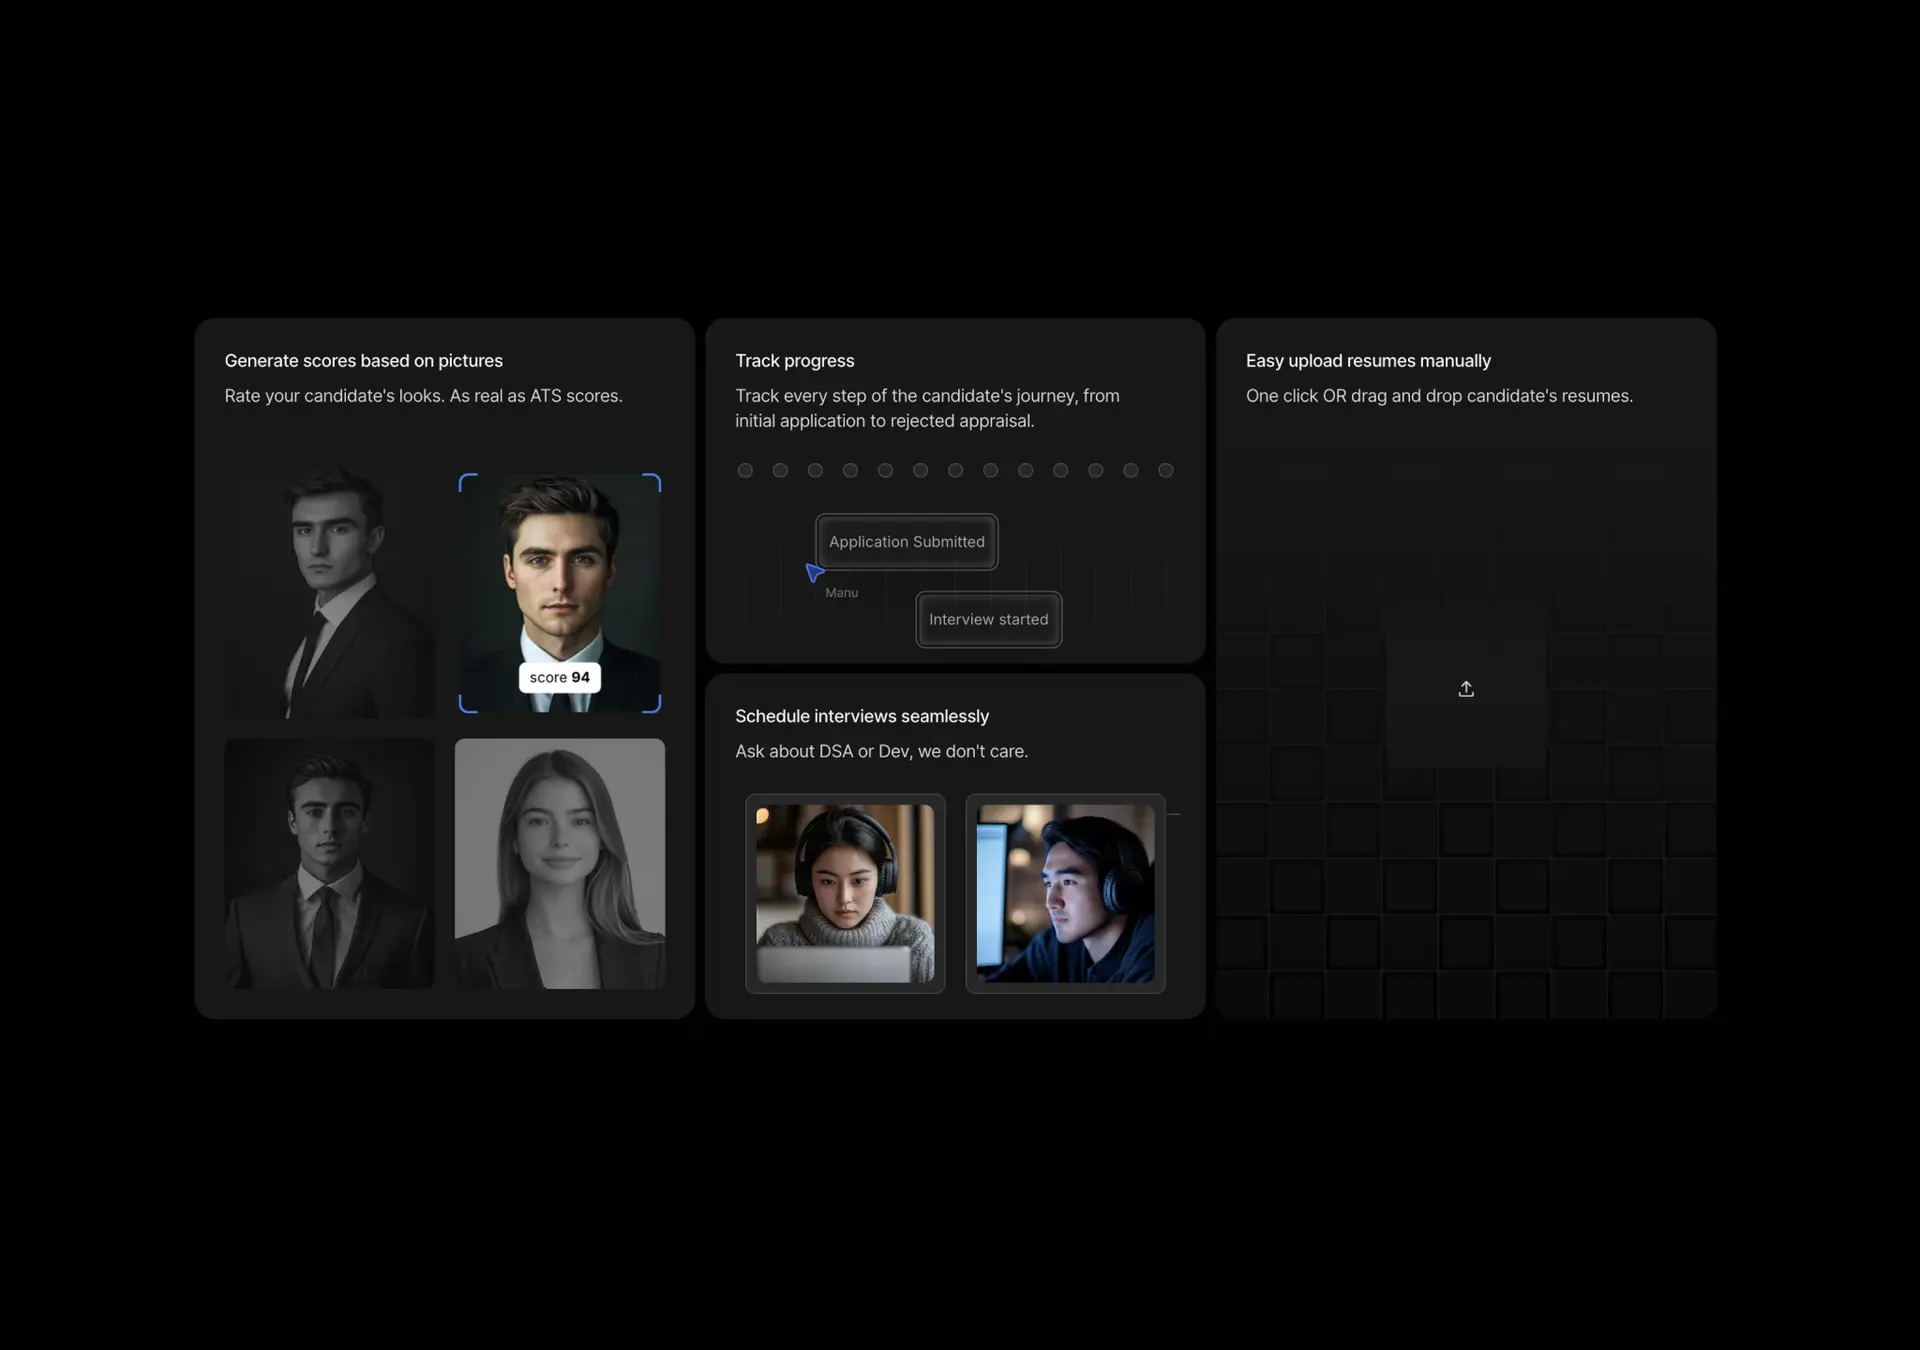 Generate scores based on pictures
Rate your candidate's looks. As real as ATS scores.
score 94
Track progress
Track every step of the candidate's journey, from
initial application to rejected appraisal.
Application Submitted
Manu
Interview started
Schedule interviews seamlessly
Ask about DSA or Dev, we don't care.
Easy upload resumes manually
One click OR drag and drop candidate's resumes.